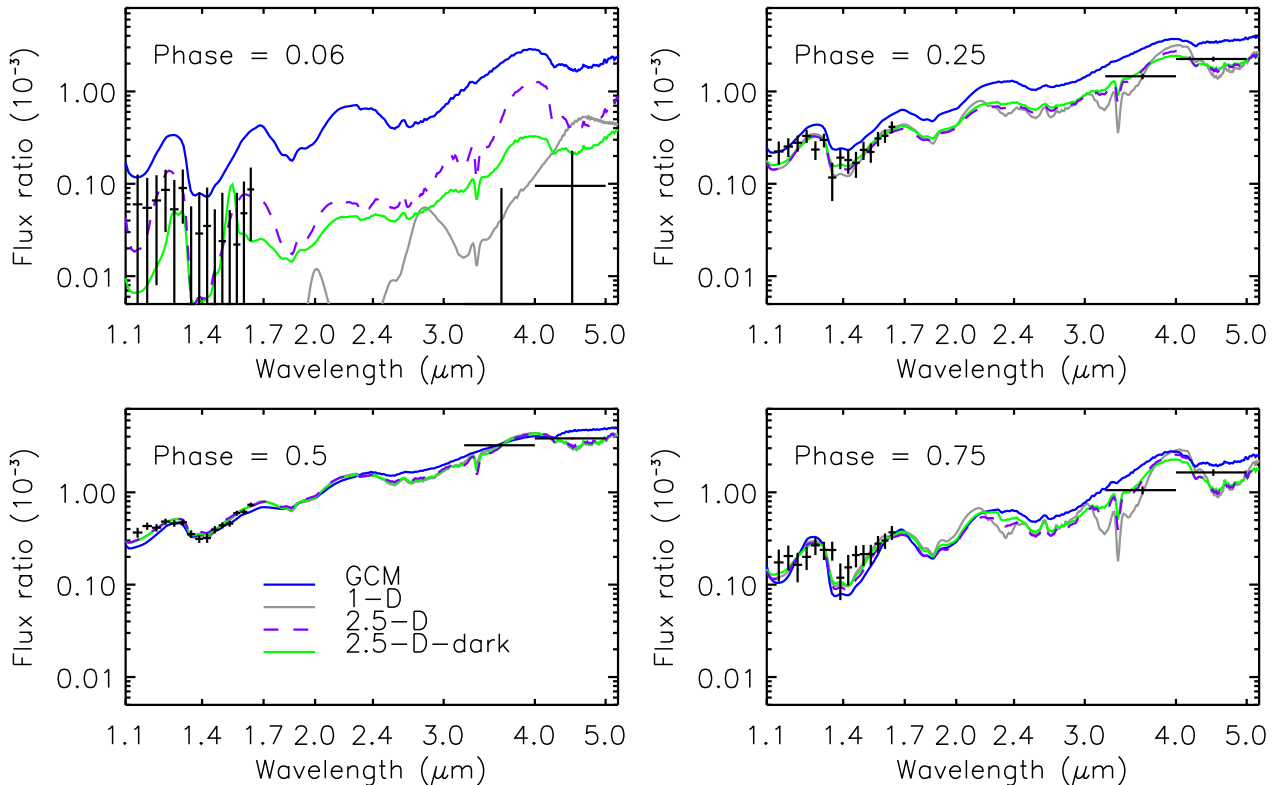 Phase = 0.06
Flux ratio (10⁻³)
1.00
0.10
0.01
1.1 1.4 1.7 2.0 2.4 3.0 4.0 5.0
Wavelength (μm)
Phase = 0.25
Flux ratio (10⁻³)
1.00
0.10
0.01
1.1 1.4 1.7 2.0 2.4 3.0 4.0 5.0
Wavelength (μm)
Phase = 0.5
Flux ratio (10⁻³)
1.00
0.10
0.01
GCM
1-D
2.5-D
2.5-D-dark
1.1 1.4 1.7 2.0 2.4 3.0 4.0 5.0
Wavelength (μm)
Phase = 0.75
Flux ratio (10⁻³)
1.00
0.10
0.01
1.1 1.4 1.7 2.0 2.4 3.0 4.0 5.0
Wavelength (μm)